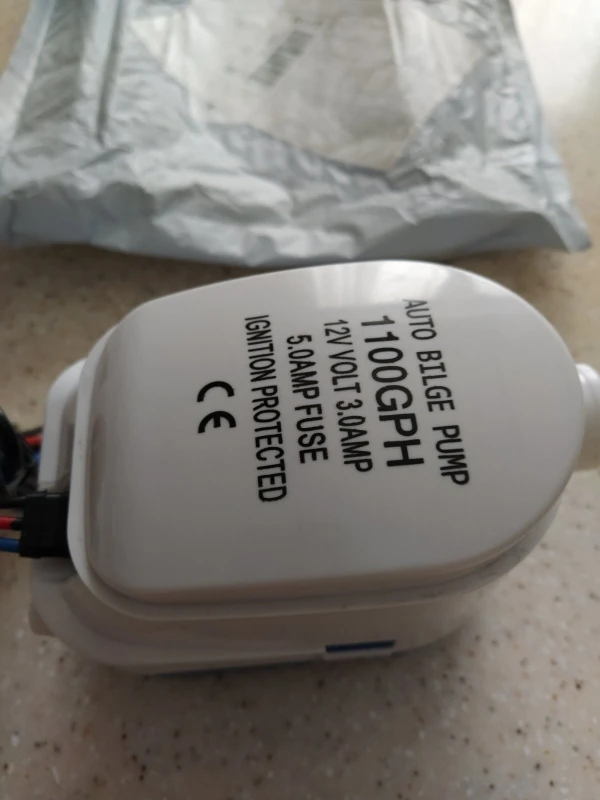 AUTO BILGE PUMP
1100GPH
12V VOLT 3.0AMP
5.0AMP FUSE
IGNITION PROTECTED
CE